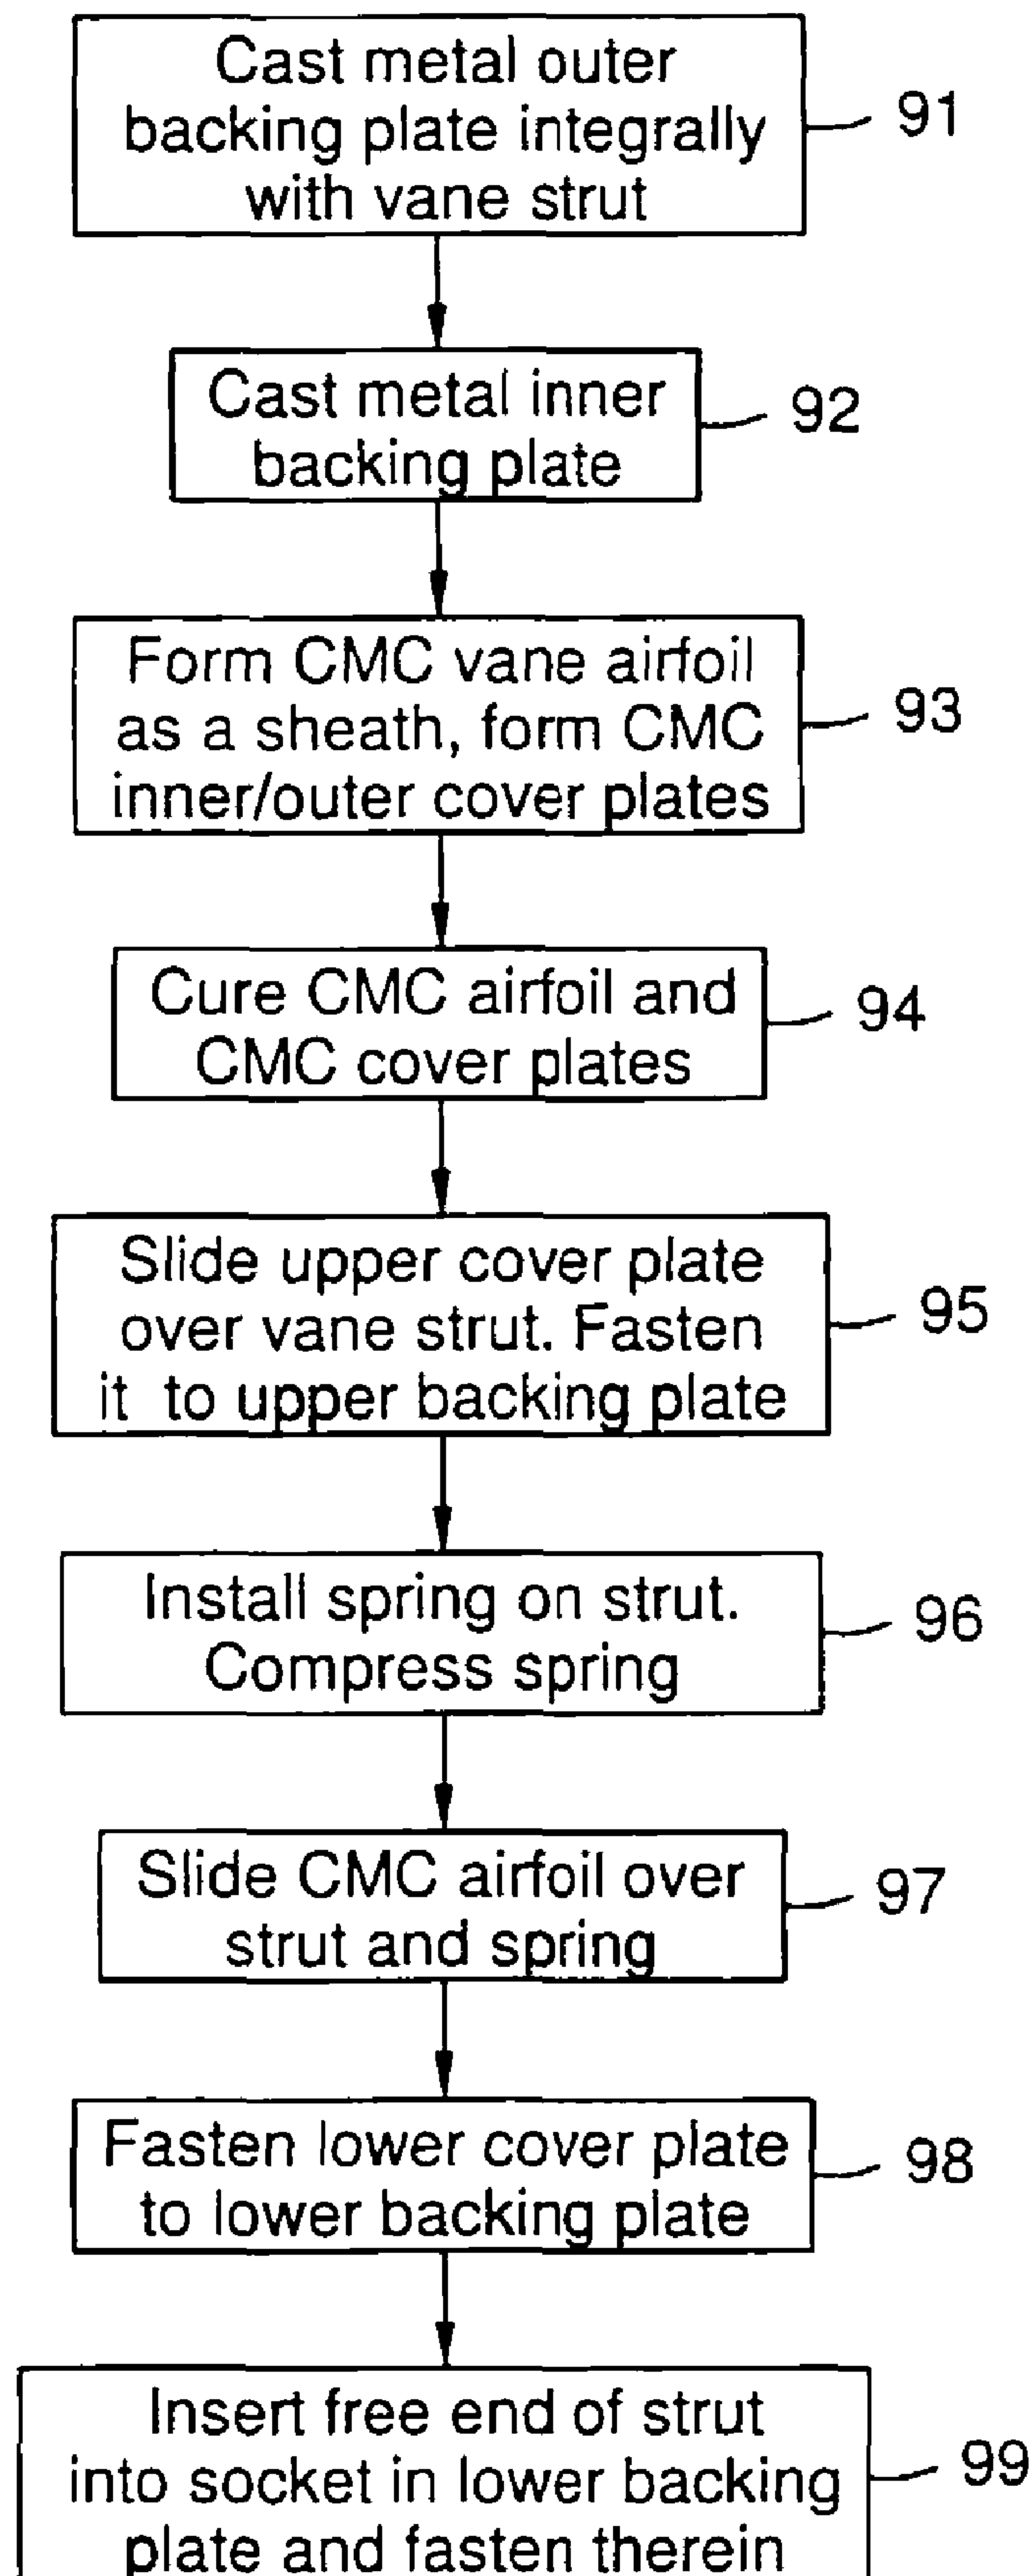 Cast metal outer
backing plate integrally
with vane strut
91
Cast metal inner
backing plate
92
Form CMC vane airfoil
as a sheath, form CMC
inner/outer cover plates
93
Cure CMC airfoil and
CMC cover plates
94
Slide upper cover plate
over vane strut. Fasten
it to upper backing plate
95
Install spring on strut.
Compress spring
96
Slide CMC airfoil over
strut and spring
97
Fasten lower cover plate
to lower backing plate
98
Insert free end of strut
into socket in lower backing
plate and fasten therein
99